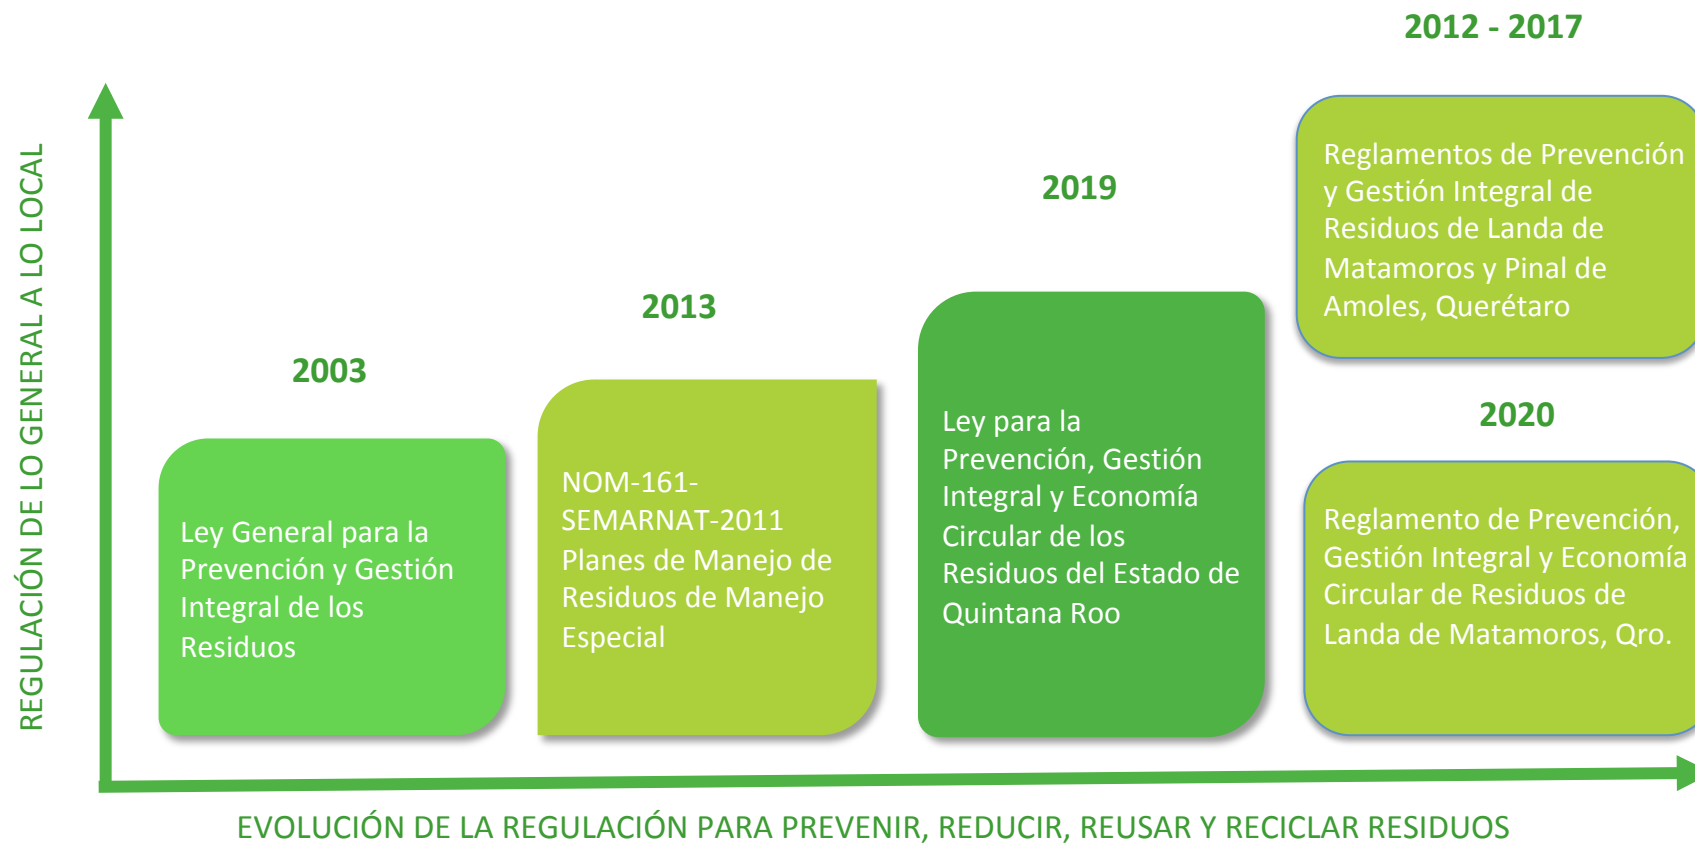 REGULACIÓN DE LO GENERAL A LO LOCAL
2003
Ley General para la
Prevención y Gestión
Integral de los
Residuos
2013
NOM-161-
SEMARNAT-2011
Planes de Manejo de
Residuos de Manejo
Especial
2019
Ley para la
Prevención, Gestión
Integral y Economía
Circular de los
Residuos del Estado de
Quintana Roo
2012 - 2017
Reglamentos de Prevención
y Gestión Integral de
Residuos de Landa de
Matamoros y Pinal de
Amoles, Querétaro
2020
Reglamento de Prevención,
Gestión Integral y Economía
Circular de Residuos de
Landa de Matamoros, Qro.
EVOLUCIÓN DE LA REGULACIÓN PARA PREVENIR, REDUCIR, REUSAR Y RECICLAR RESIDUOS